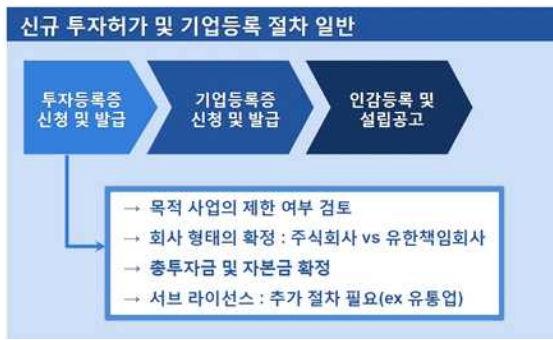 신규 투자허가 및 기업등록 절차 일반
투자등록증
신청 및 발급
기업등록증
신청 및 발급
인감등록 및
설립공고
→ 목적 사업의 제한 여부 검토
→ 회사 형태의 확정 : 주식회사 vs 유한책임회사
→ 총투자금 및 자본금 확정
→ 서브 라이선스 : 추가 절차 필요(ex 유통업)